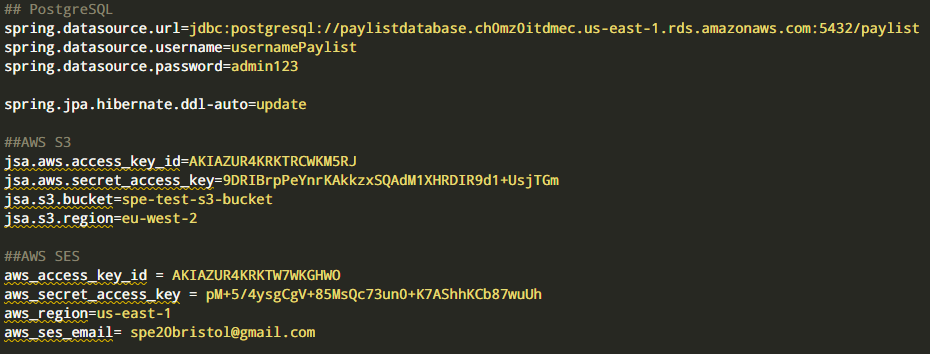 ## PostgreSQL
spring.datasource.url=jdbc:postgresql://paylistdatabase.ch0mz0itdmec.us-east-1.rds.amazonaws.com:5432/paylist
spring.datasource.username=usernamePaylist
spring.datasource.password=admin123
spring.jpa.hibernate.ddl-auto=update
##AWS S3
jsa.aws.access_key_id=AKIAZUR4KRKTRCWKM5RJ
jsa.aws.secret_access_key=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
jsa.s3.bucket=spe-test-s3-bucket
jsa.s3.region=eu-west-2
##AWS SES
aws_access_key_id = AKIAZUR4KRKTW7WKGHWO
aws_secret_access_key = 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
aws_region=us-east-1
aws_ses_email= spe20bristol@gmail.com